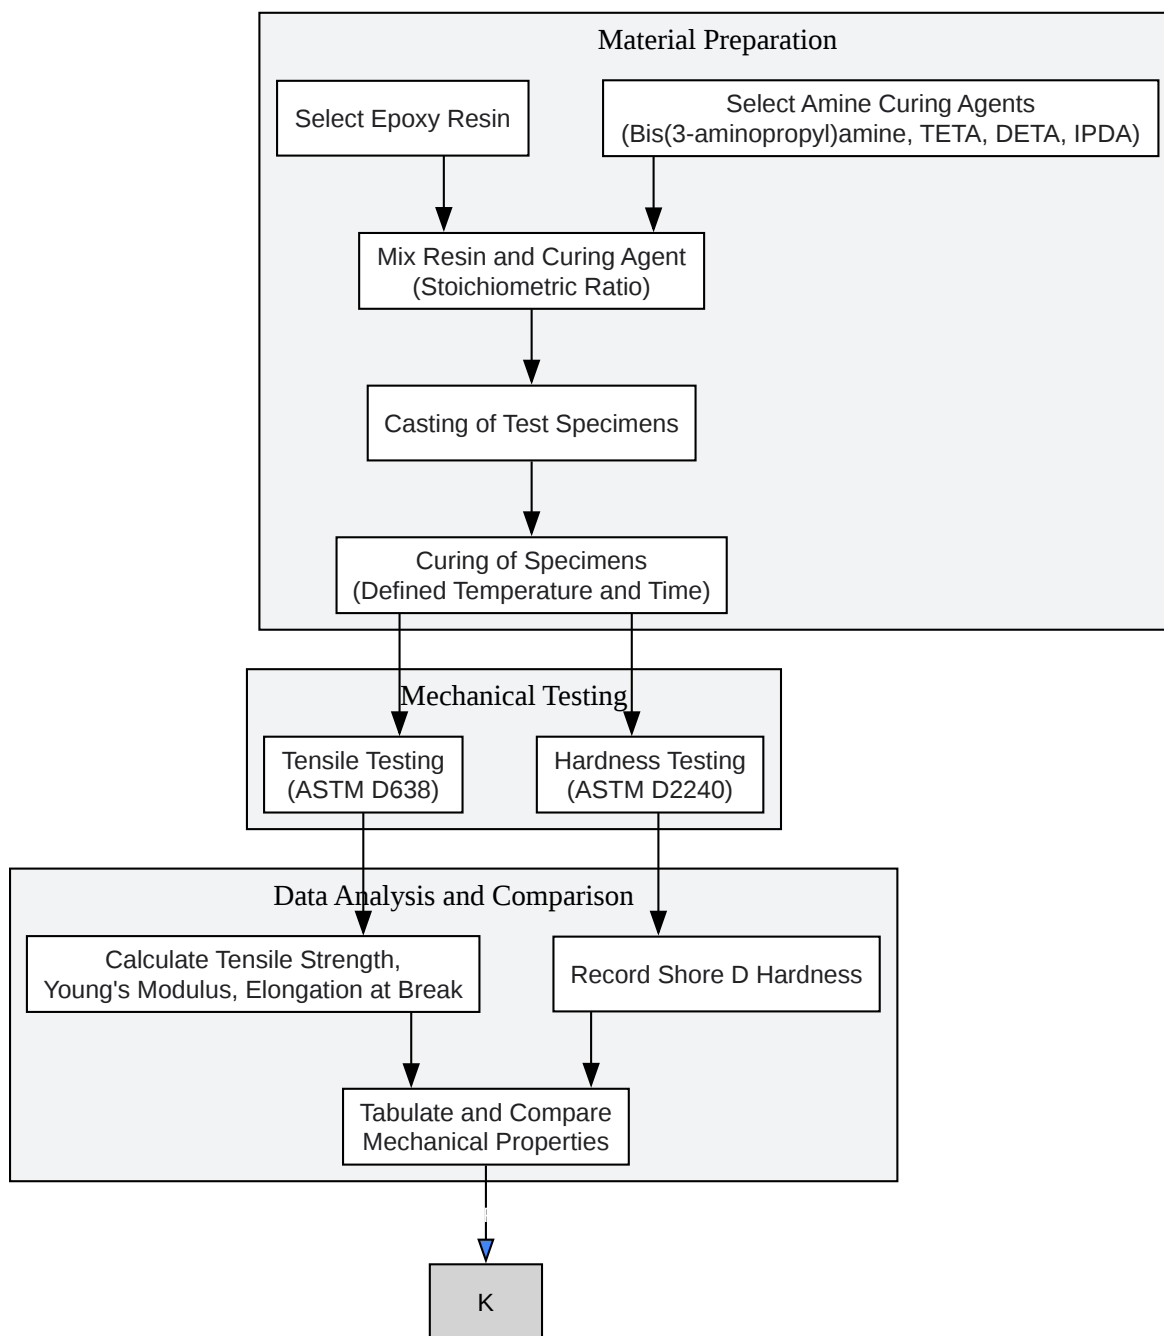 Material Preparation
Select Epoxy Resin
Select Amine Curing Agents
(Bis(3-aminopropyl)amine, TETA, DETA, IPDA)
Mix Resin and Curing Agent
(Stoichiometric Ratio)
Casting of Test Specimens
Curing of Specimens
(Defined Temperature and Time)
Mechanical Testing
Tensile Testing
(ASTM D638)
Hardness Testing
(ASTM D2240)
Data Analysis and Comparison
Calculate Tensile Strength,
Young's Modulus, Elongation at Break
Record Shore D Hardness
Tabulate and Compare
Mechanical Properties
K